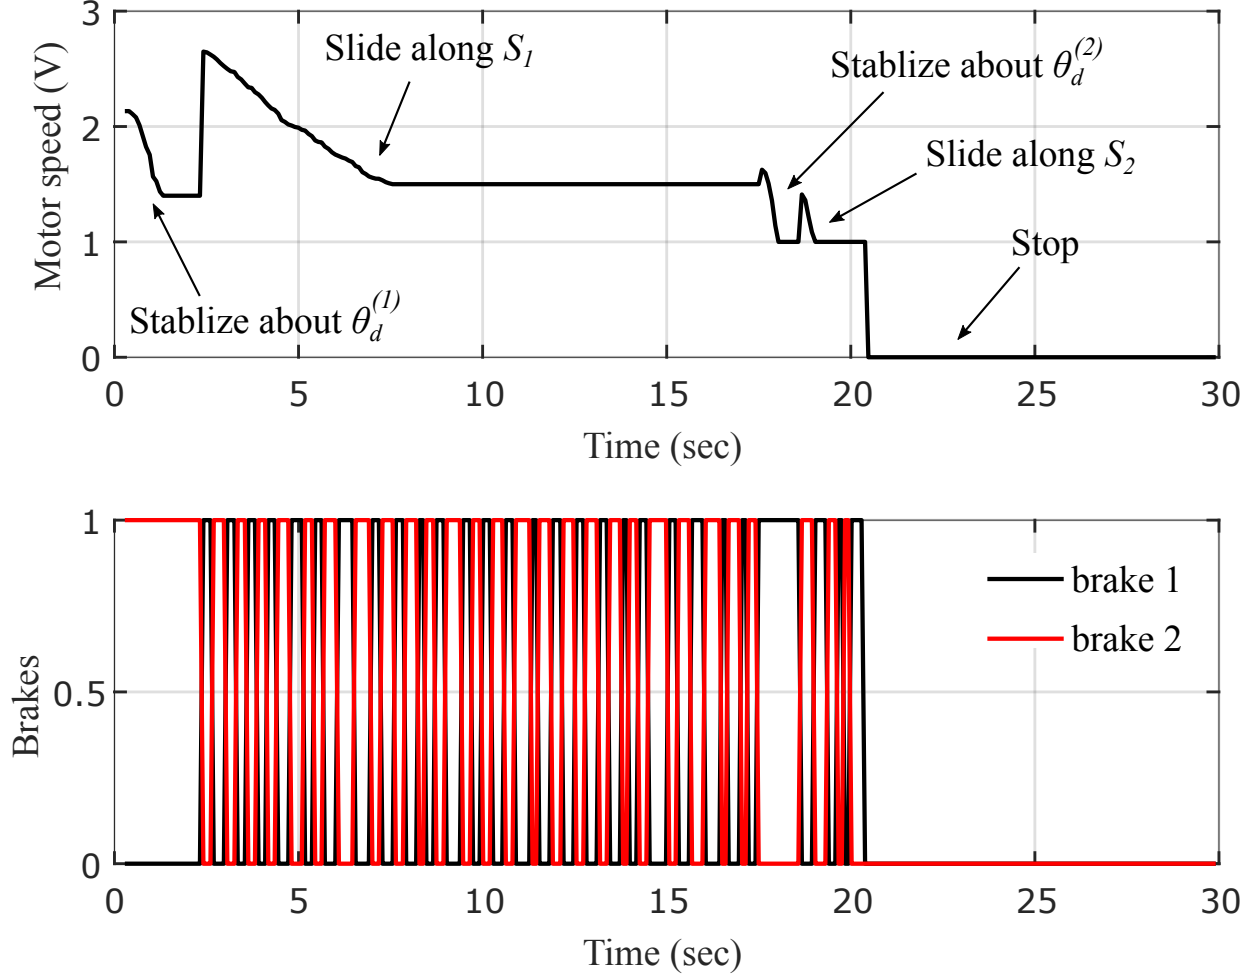 3
2
1
0
Motor speed (V)
Slide along S₁
Stablize about θ_d^(2)
Slide along S₂
Stop
Stablize about θ_d^(1)
0 5 10 15 20 25 30
Time (sec)
1
0.5
0
Brakes
brake 1
brake 2
0 5 10 15 20 25 30
Time (sec)